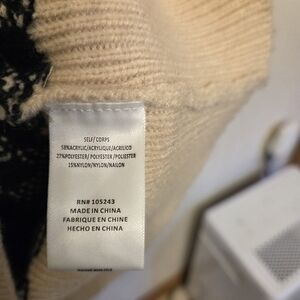 SELF/ CORPS
58%ACRYLIC/ACRYLIQUE/ACRILICO
27%POLYESTER/ POLYESTER /POLIESTER
15%NYLON/NYLON/NAILON
RN# 105243
MADE IN CHINA
FABRIQUE EN CHINE
HECHO EN CHINA